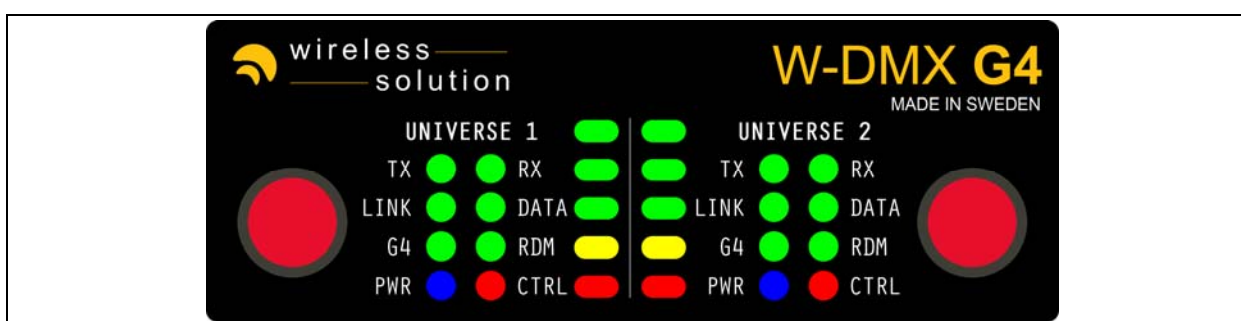 wireless
solution
W-DMX G4
MADE IN SWEDEN
UNIVERSE 1
TX RX
LINK DATA
G4 RDM
PWR CTRL
UNIVERSE 2
TX RX
LINK DATA
G4 RDM
PWR CTRL